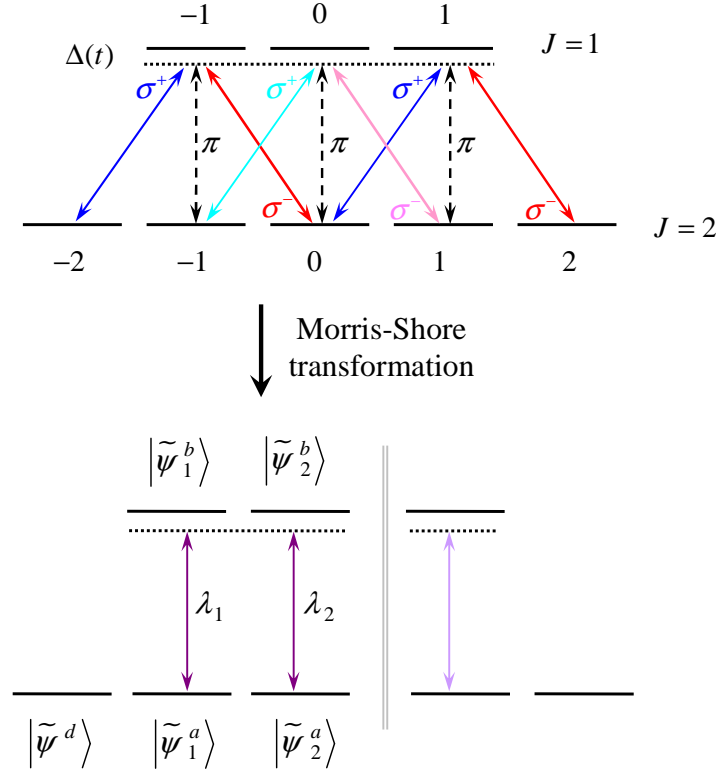 −1 0 1
Δ(t) J = 1
σ⁺ σ⁺ σ⁺
π π π
σ⁻ σ⁻ σ⁻
−2 −1 0 1 2 J = 2
Morris-Shore
transformation
|ψ̃₁ᵇ⟩ |ψ̃₂ᵇ⟩
λ₁ λ₂
|ψ̃ᵈ⟩ |ψ̃₁ᵃ⟩ |ψ̃₂ᵃ⟩